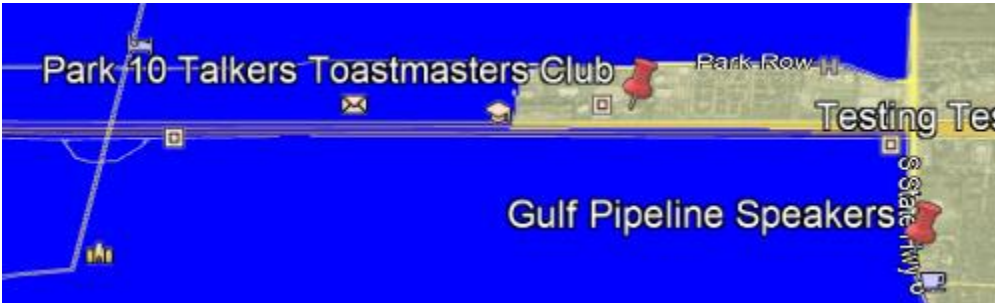 Park 10 Talkers Toastmasters Club
Park Row
H
Testing Tes
Gulf Pipeline Speakers
S State Hwy 6